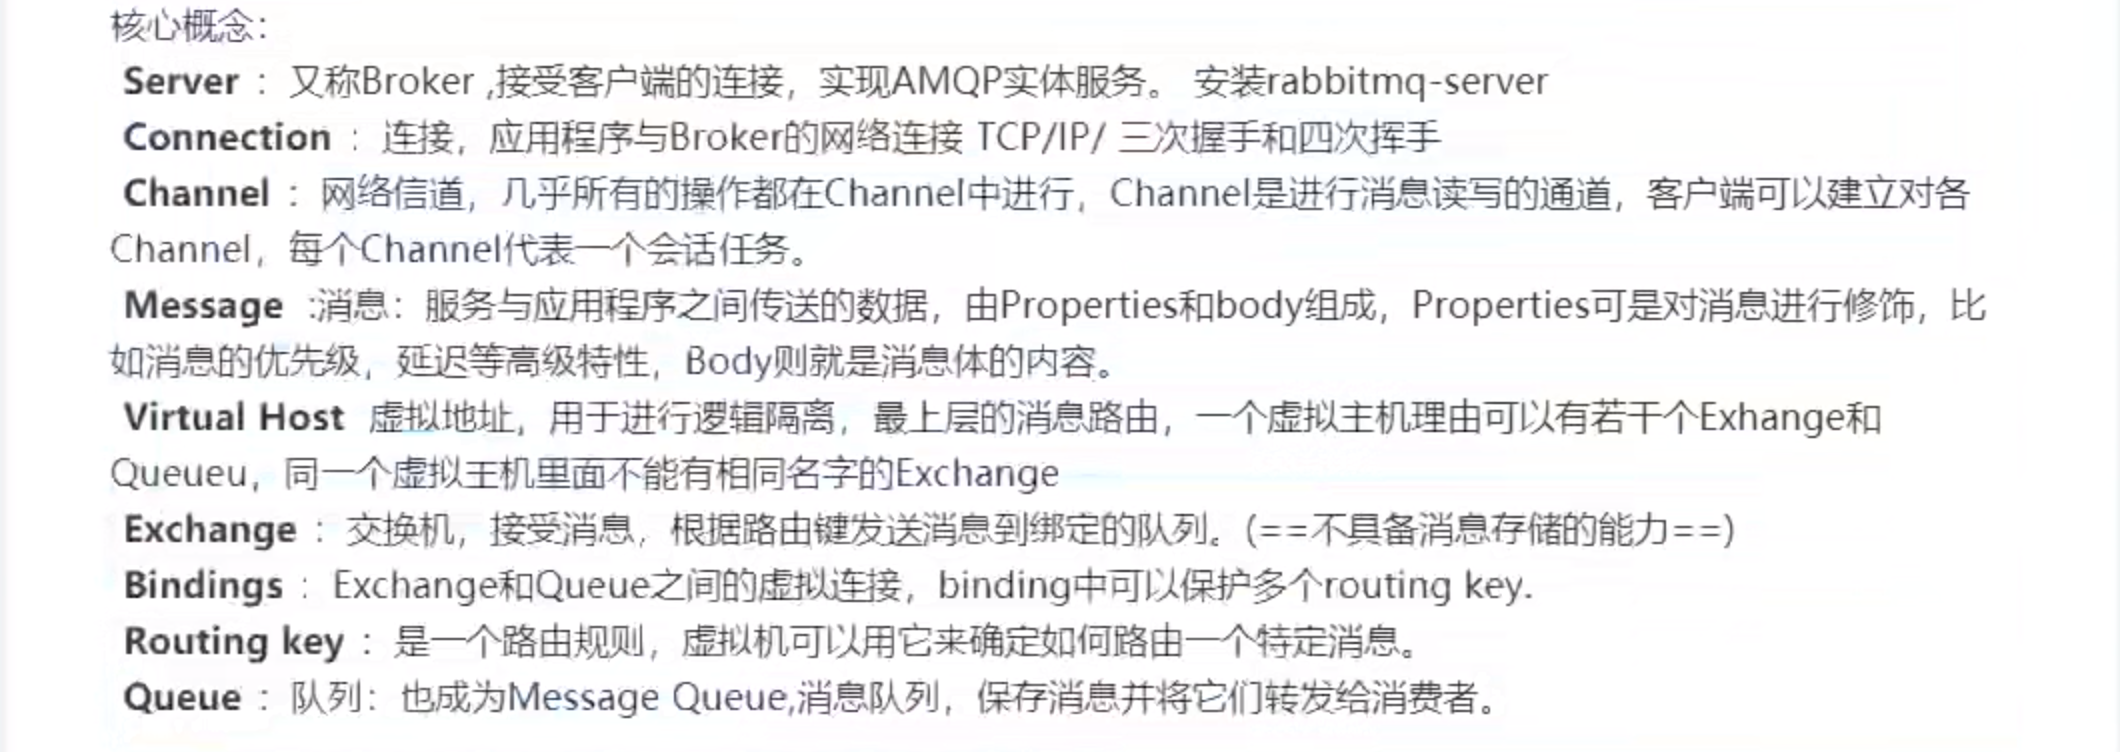 核心概念：
Server ：又称Broker ,接受客户端的连接，实现AMQP实体服务。 安装rabbitmq-server
Connection ：连接，应用程序与Broker的网络连接 TCP/IP/ 三次握手和四次挥手
Channel ：网络信道，几乎所有的操作都在Channel中进行，Channel是进行消息读写的通道，客户端可以建立对各
Channel，每个Channel代表一个会话任务。
Message :消息：服务与应用程序之间传送的数据，由Properties和body组成，Properties可是对消息进行修饰，比
如消息的优先级，延迟等高级特性，Body则就是消息体的内容。
Virtual Host 虚拟地址，用于进行逻辑隔离，最上层的消息路由，一个虚拟主机理由可以有若干个Exhange和
Queueu，同一个虚拟主机里面不能有相同名字的Exchange
Exchange ：交换机，接受消息，根据路由键发送消息到绑定的队列。(==不具备消息存储的能力==)
Bindings ：Exchange和Queue之间的虚拟连接，binding中可以保护多个routing key.
Routing key ：是一个路由规则，虚拟机可以用它来确定如何路由一个特定消息。
Queue ：队列：也成为Message Queue,消息队列，保存消息并将它们转发给消费者。